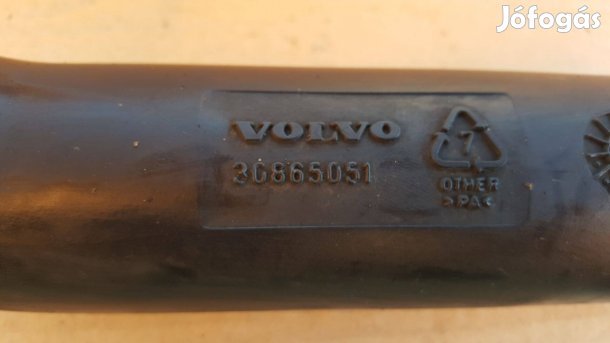 Jófogás
VOLVO
30865051
7
OTHER
>PA<